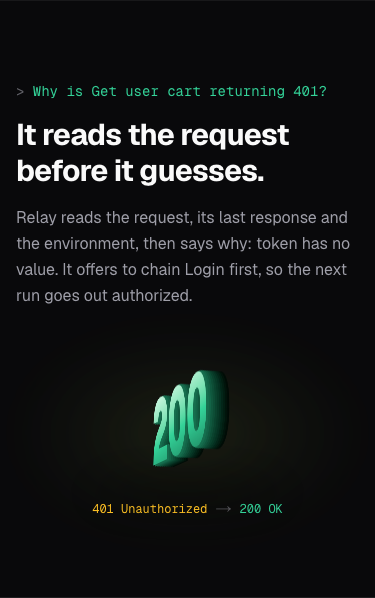 > Why is Get user cart returning 401?
It reads the request
before it guesses.
Relay reads the request, its last response and
the environment, then says why: token has no
value. It offers to chain Login first, so the next
run goes out authorized.
200
401 Unauthorized → 200 OK